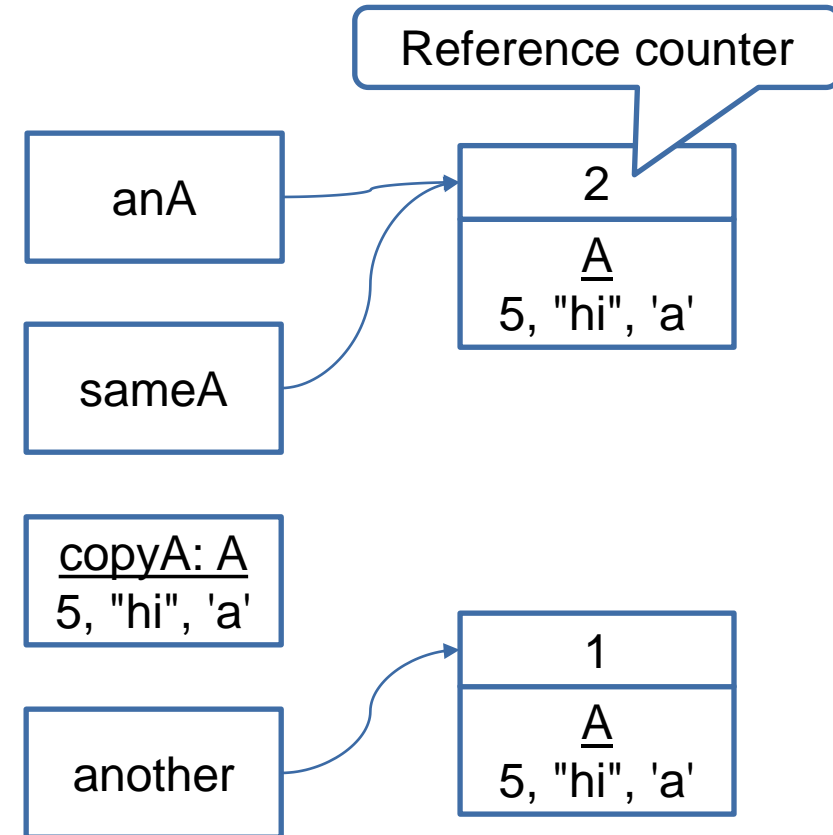 Reference counter
anA
2
A
5, "hi", 'a'
sameA
copyA: A
5, "hi", 'a'
another
1
A
5, "hi", 'a'